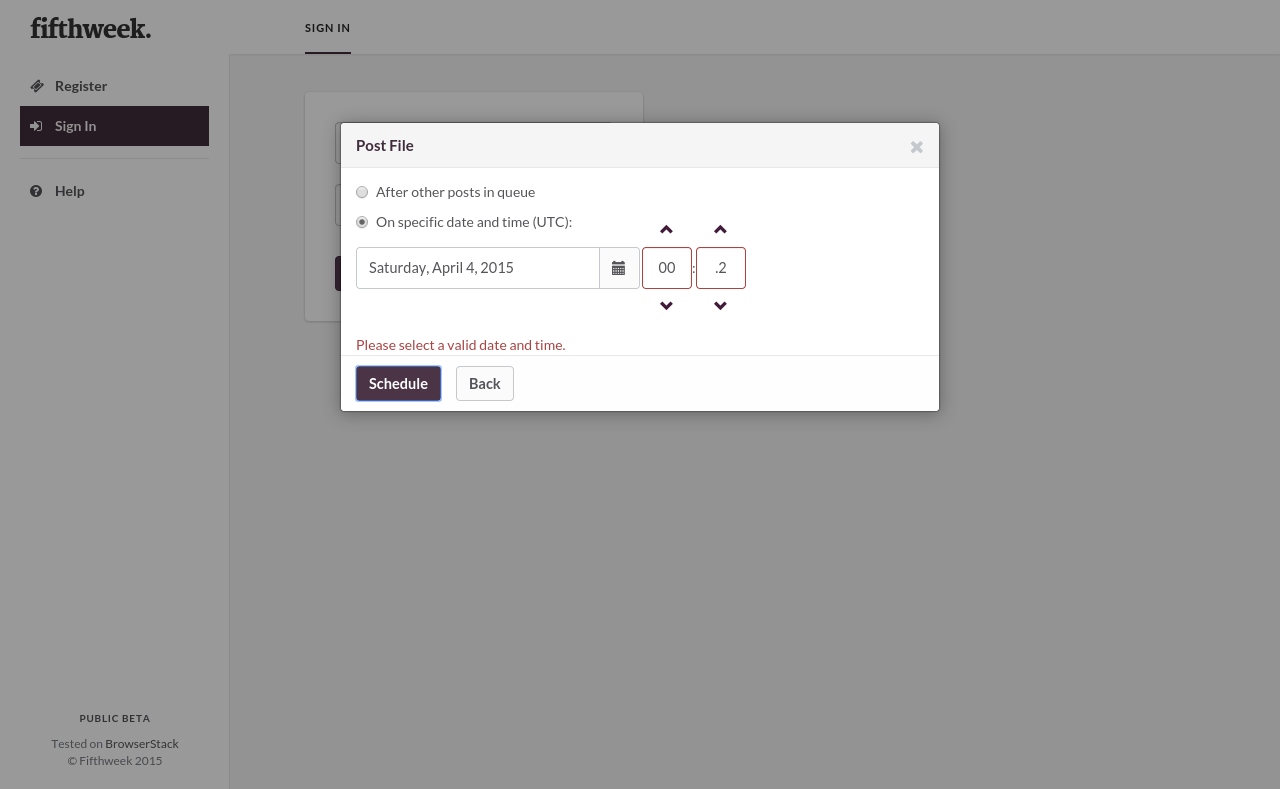 fifthweek.
SIGN IN
Register
Sign In
Help
Post File
After other posts in queue
On specific date and time (UTC):
Saturday, April 4, 2015 00 : .2
Please select a valid date and time.
Schedule Back
PUBLIC BETA
Tested on BrowserStack
© Fifthweek 2015